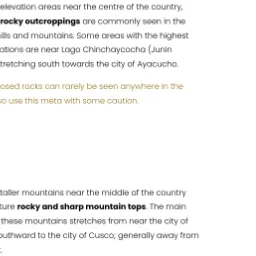 elevation areas near the centre of the country,
rocky outcroppings are commonly seen in the
ills and mountains. Some areas with the highest
ations are near Lago Chinchaycocha (Junin
tretching south towards the city of Ayacucho.
osed rocks can rarely be seen anywhere in the
so use this meta with some caution.
taller mountains near the middle of the country
ture rocky and sharp mountain tops. The main
these mountains stretches from near the city of
outhward to the city of Cusco; generally away from